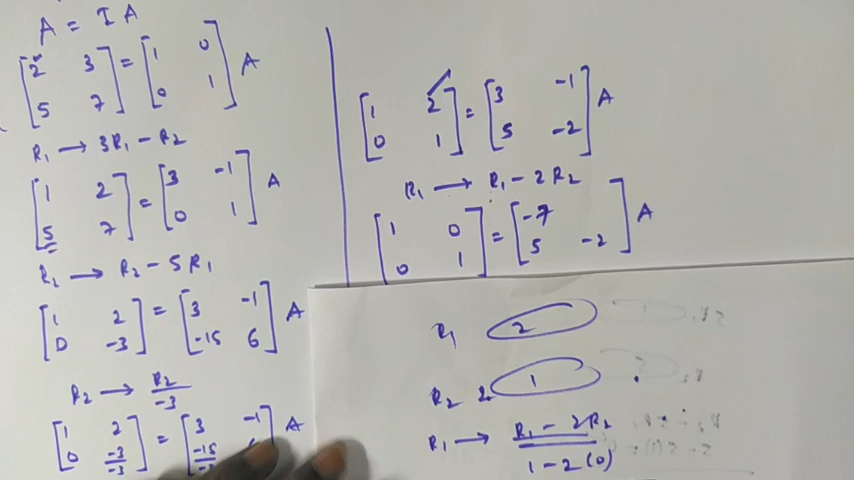 A = IA
[2 3] = [1 0] A
[5 7] [0 1]
R1 → 3R1 - R2
[1 2] = [3 -1] A
[5 7] [0 1]
R2 → R2 - 5R1
[1 2] = [3 -1] A
[0 -3] [-15 6]
R2 → R2/-3
[1 2] = [3 -1] A
[0 -3/-3] [-15
[1 2] = [3 -1] A
[0 1] [5 -2]
R1 → R1 - 2R2
[1 0] = [-7 ] A
[0 1] [5 -2]
R1 2
R2 2 1
R1 → R1 - 2R2
1 - 2(0)